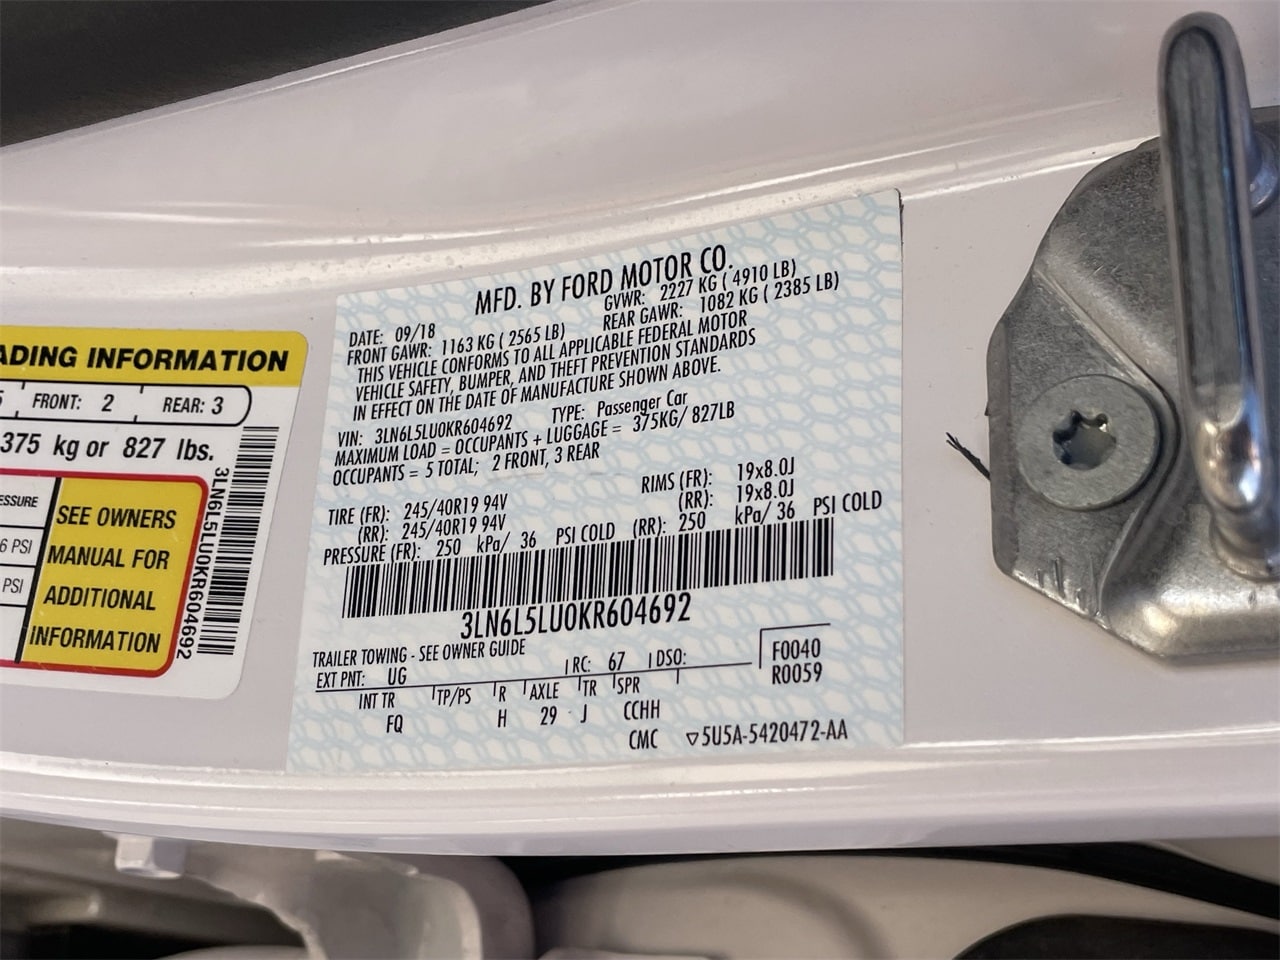 ADING INFORMATION
FRONT: 2 REAR: 3
375 kg or 827 lbs.
ESSURE
6 PSI
PSI
SEE OWNERS
MANUAL FOR
ADDITIONAL
INFORMATION
3LN6L5LU0KR604692
MFD. BY FORD MOTOR CO.
DATE: 09/18 GVWR: 2227 KG ( 4910 LB)
FRONT GAWR: 1163 KG ( 2565 LB) REAR GAWR: 1082 KG ( 2385 LB)
THIS VEHICLE CONFORMS TO ALL APPLICABLE FEDERAL MOTOR
VEHICLE SAFETY, BUMPER, AND THEFT PREVENTION STANDARDS
IN EFFECT ON THE DATE OF MANUFACTURE SHOWN ABOVE.
VIN: 3LN6L5LU0KR604692 TYPE: Passenger Car
MAXIMUM LOAD = OCCUPANTS + LUGGAGE = 375KG/ 827LB
OCCUPANTS = 5 TOTAL; 2 FRONT, 3 REAR
TIRE (FR): 245/40R19 94V RIMS (FR): 19x8.0J
(RR): 245/40R19 94V (RR): 19x8.0J
PRESSURE (FR): 250 kPa/ 36 PSI COLD (RR): 250 kPa/ 36 PSI COLD
3LN6L5LU0KR604692
TRAILER TOWING - SEE OWNER GUIDE
EXT PNT: UG RC: 67 DSO: F0040
R0059
INT TR TP/PS R AXLE TR SPR
FQ H 29 J CCHH
CMC ▽5U5A-5420472-AA